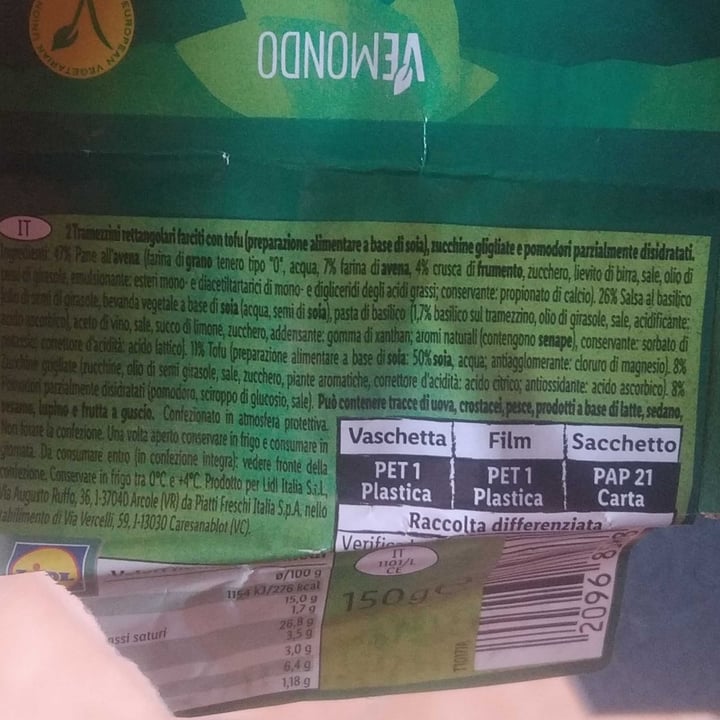 EUROPEAN VEGETARIAN UNION
VEMONDO
IT
2 Tramezzini rettangolari farciti con tofu (preparazione alimentare a base di soia), zucchine gligliate e pomodori parzialmente disidratati.
Ingredienti: 47% Pane all'avena (farina di grano tenero tipo "0", acqua, 7% farina di avena, 4% crusca di frumento, zucchero, lievito di birra, sale, olio di
semi di girasole, emulsionante: esteri mono- e diacetiltartarici di mono- e digliceridi degli acidi grassi; conservante: propionato di calcio). 26% Salsa al basilico
(olio di semi di girasole, bevanda vegetale a base di soia (acqua, semi di soia), pasta di basilico (1,7% basilico sul tramezzino, olio di girasole, sale, acidificante:
acido ascorbico), aceto di vino, sale, succo di limone, zucchero, addensante: gomma di xanthan; aromi naturali (contengono senape), conservante: sorbato di
potassio; correttore d'acidità: acido lattico). 11% Tofu (preparazione alimentare a base di soia: 50% soia, acqua; antiagglomerante: cloruro di magnesio). 8%
Zucchine grigliate (zucchine, olio di semi girasole, sale, zucchero, piante aromatiche, correttore d'acidità: acido citrico; antiossidante: acido ascorbico). 8%
Pomodori parzialmente disidratati (pomodoro, sciroppo di glucosio, sale). Può contenere tracce di uova, crostacei, pesce, prodotti a base di latte, sedano,
sesamo, lupino e frutta a guscio. Confezionato in atmosfera protettiva.
Non forare la confezione. Una volta aperto conservare in frigo e consumare in
giornata. Da consumare entro (in confezione integra): vedere fronte della
confezione. Conservare in frigo tra 0°C e +4°C. Prodotto per Lidl Italia S.r.l.
Via Augusto Ruffo, 36, I-37040 Arcole (VR) da Piatti Freschi Italia S.p.A. nello
stabilimento di Via Vercelli, 59, I-13030 Caresanablot (VC).
Vaschetta Film Sacchetto
PET 1 PET 1 PAP 21
Plastica Plastica Carta
Raccolta differenziata
IT
1101/L
CE
150g
ø/100 g
1154 kJ/276 kcal
15,0 g
1,7 g
26,8 g
assi saturi 3,5 g
3,0 g
6,4 g
1,18 g